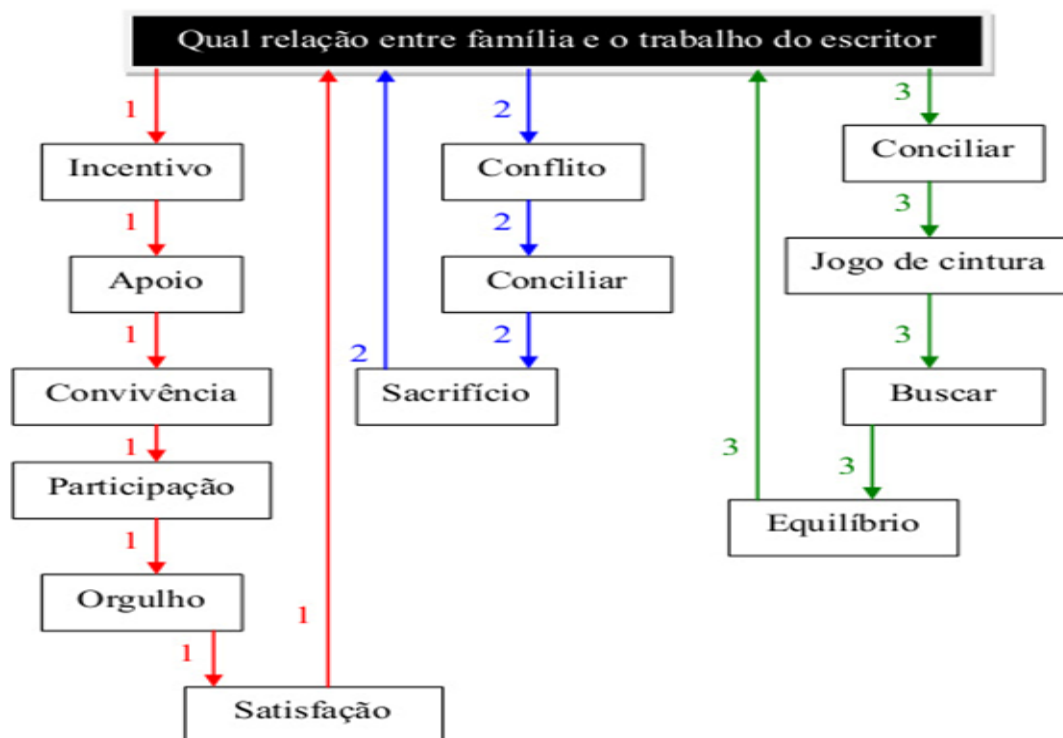 Qual relação entre família e o trabalho do escritor
1
2
3
Incentivo
Conflito
Conciliar
1
2
3
Apoio
Conciliar
Jogo de cintura
1
2
2
3
Convivência
Sacrifício
Buscar
1
3
3
Participação
Equilíbrio
1
Orgulho
1
1
Satisfação